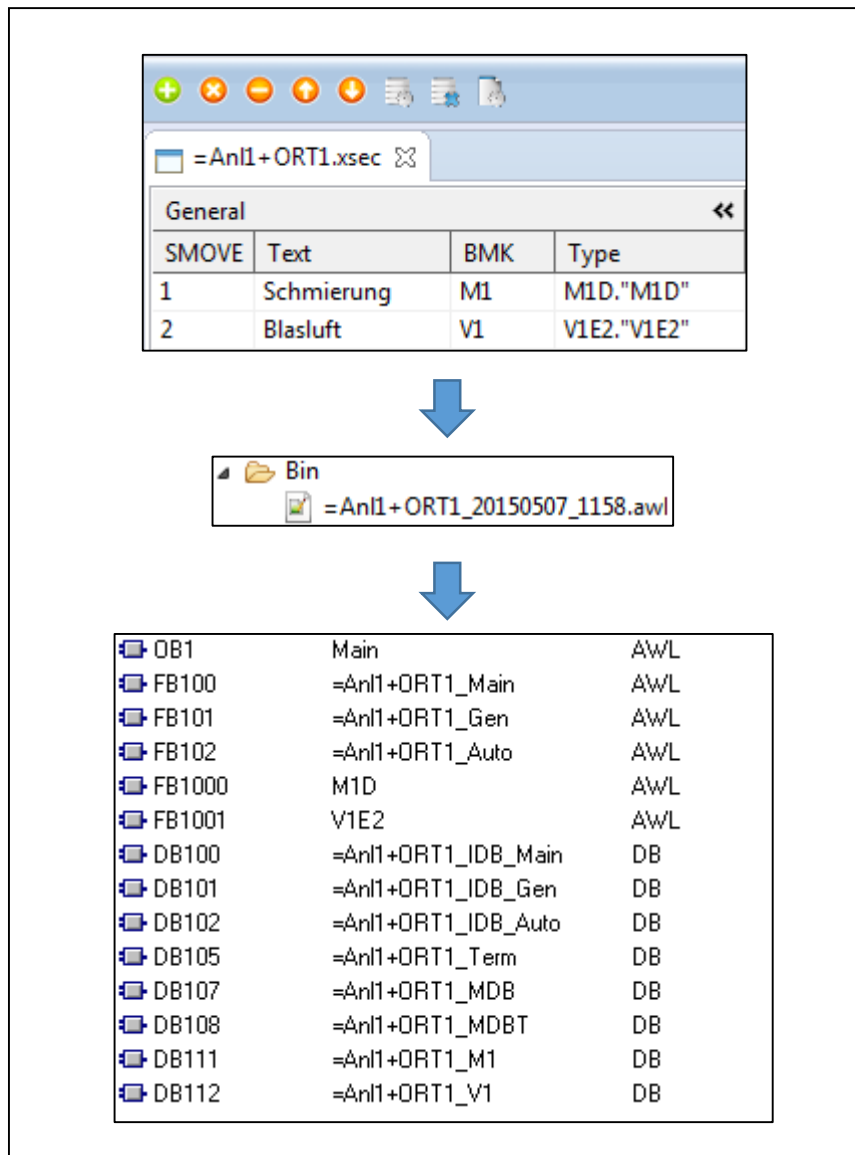 =Anl1+ORT1.xsec
General
SMOVE Text BMK Type
1 Schmierung M1 M1D."M1D"
2 Blasluft V1 V1E2."V1E2"
Bin
=Anl1+ORT1_20150507_1158.awl
OB1 Main AWL
FB100 =Anl1+ORT1_Main AWL
FB101 =Anl1+ORT1_Gen AWL
FB102 =Anl1+ORT1_Auto AWL
FB1000 M1D AWL
FB1001 V1E2 AWL
DB100 =Anl1+ORT1_IDB_Main DB
DB101 =Anl1+ORT1_IDB_Gen DB
DB102 =Anl1+ORT1_IDB_Auto DB
DB105 =Anl1+ORT1_Term DB
DB107 =Anl1+ORT1_MDB DB
DB108 =Anl1+ORT1_MDBT DB
DB111 =Anl1+ORT1_M1 DB
DB112 =Anl1+ORT1_V1 DB